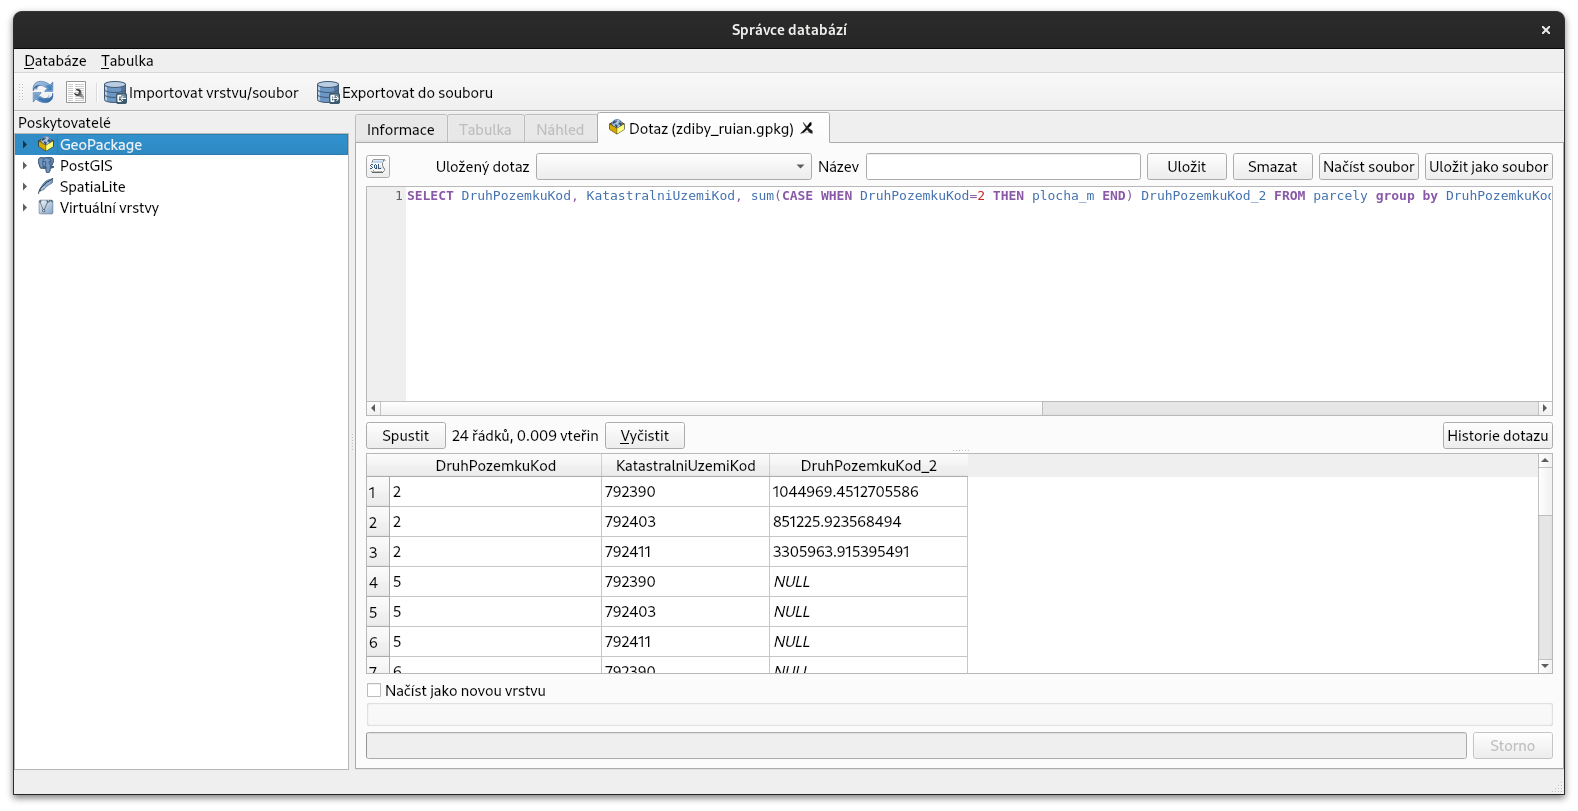 Správce databází
Databáze Tabulka
Importovat vrstvu/soubor Exportovat do souboru
Poskytovatelé
GeoPackage
PostGIS
SpatiaLite
Virtuální vrstvy
Informace Tabulka Náhled Dotaz (zdiby_ruian.gpkg)
SQL Uložený dotaz Název Uložit Smazat Načíst soubor Uložit jako soubor
1 SELECT DruhPozemkuKod, KatastralniUzemiKod, sum(CASE WHEN DruhPozemkuKod=2 THEN plocha_m END) DruhPozemkuKod_2 FROM parcely group by DruhPozemkuKod
Spustit 24 řádků, 0.009 vteřin Vyčistit Historie dotazu
DruhPozemkuKod KatastralniUzemiKod DruhPozemkuKod_2
1 2 792390 1044969.4512705586
2 2 792403 851225.923568494
3 2 792411 3305963.915395491
4 5 792390 NULL
5 5 792403 NULL
6 5 792411 NULL
7 6 792390 NULL
Načíst jako novou vrstvu
Storno